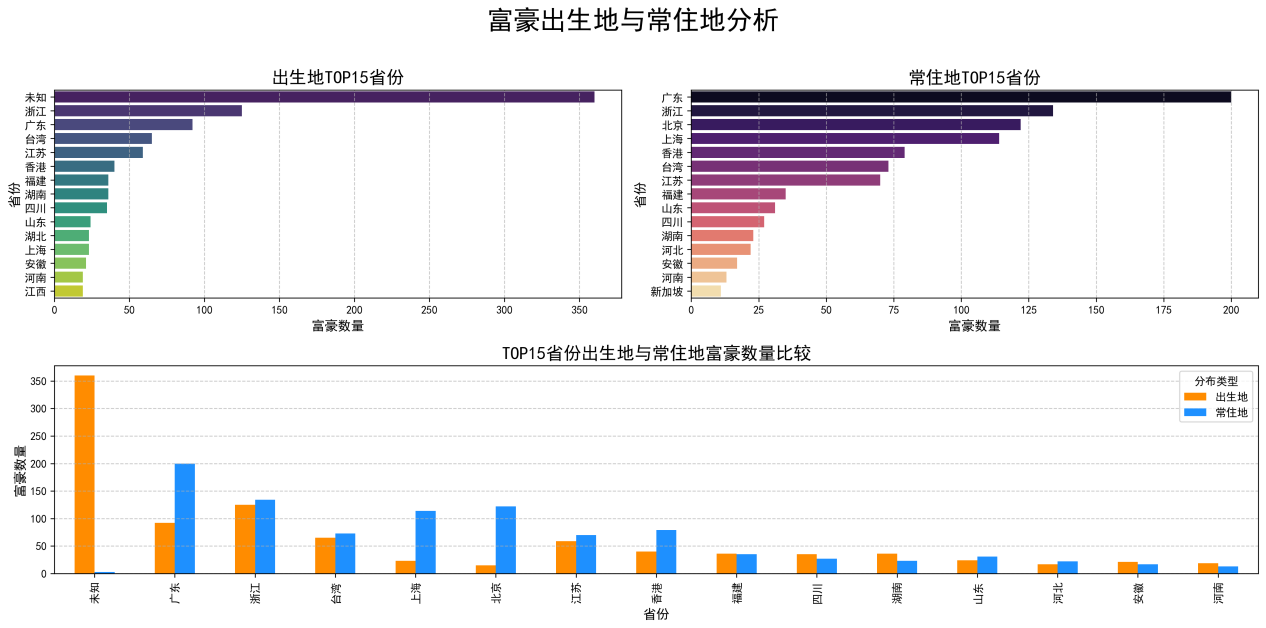 富豪出生地与常住地分析
出生地TOP15省份
省份
未知
浙江
广东
台湾
江苏
香港
福建
湖南
四川
山东
湖北
上海
安徽
河南
江西
0 50 100 150 200 250 300 350
富豪数量
常住地TOP15省份
省份
广东
浙江
北京
上海
香港
台湾
江苏
福建
山东
四川
湖南
河北
安徽
河南
新加坡
0 25 50 75 100 125 150 175 200
富豪数量
TOP15省份出生地与常住地富豪数量比较
富豪数量
350
300
250
200
150
100
50
0
分布类型
出生地
常住地
未知 广东 浙江 台湾 上海 北京 江苏 香港 福建 四川 湖南 山东 河北 安徽 河南
省份